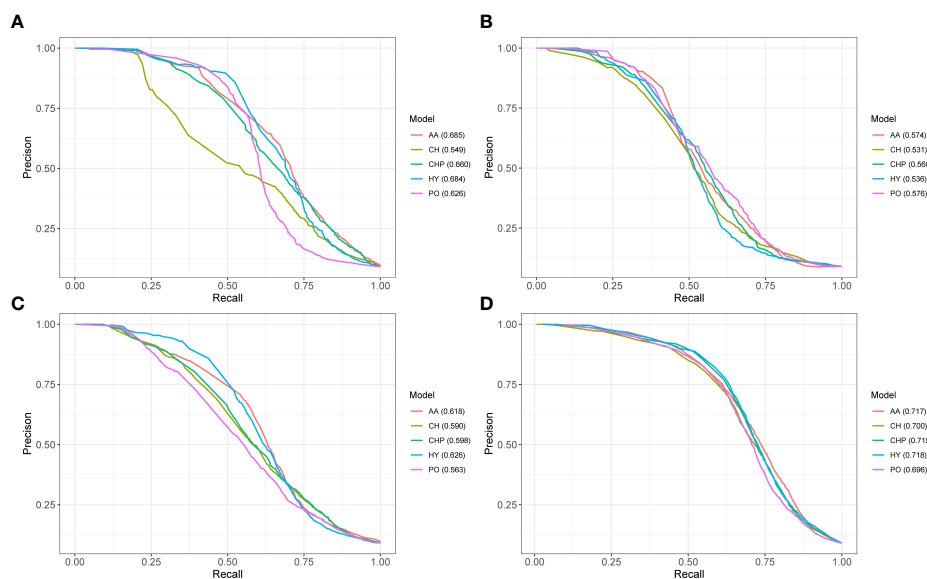 A
1.00
0.75
0.50
0.25
Precison
0.00
0.25
0.50
0.75
1.00
Recall
Model
AA (0.685)
CH (0.549)
CHP (0.660)
HY (0.684)
PO (0.626)
B
1.00
0.75
0.50
0.25
Precison
0.00
0.25
0.50
0.75
1.00
Recall
Model
AA (0.574)
CH (0.531)
CHP (0.560
HY (0.536)
PO (0.576)
C
1.00
0.75
0.50
0.25
Precison
0.00
0.25
0.50
0.75
1.00
Recall
Model
AA (0.618)
CH (0.590)
CHP (0.598)
HY (0.626)
PO (0.563)
D
1.00
0.75
0.50
0.25
Precison
0.00
0.25
0.50
0.75
1.00
Recall
Model
AA (0.717)
CH (0.700)
CHP
HY (0.718)
PO (0.696)